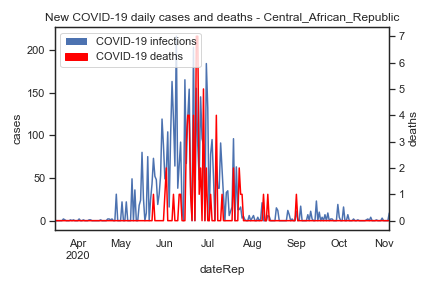 New COVID-19 daily cases and deaths - Central_African_Republic
COVID-19 infections
COVID-19 deaths
200
150
100
50
0
cases
7
6
5
4
3
2
1
0
deaths
Apr May Jun Jul Aug Sep Oct Nov
2020
dateRep